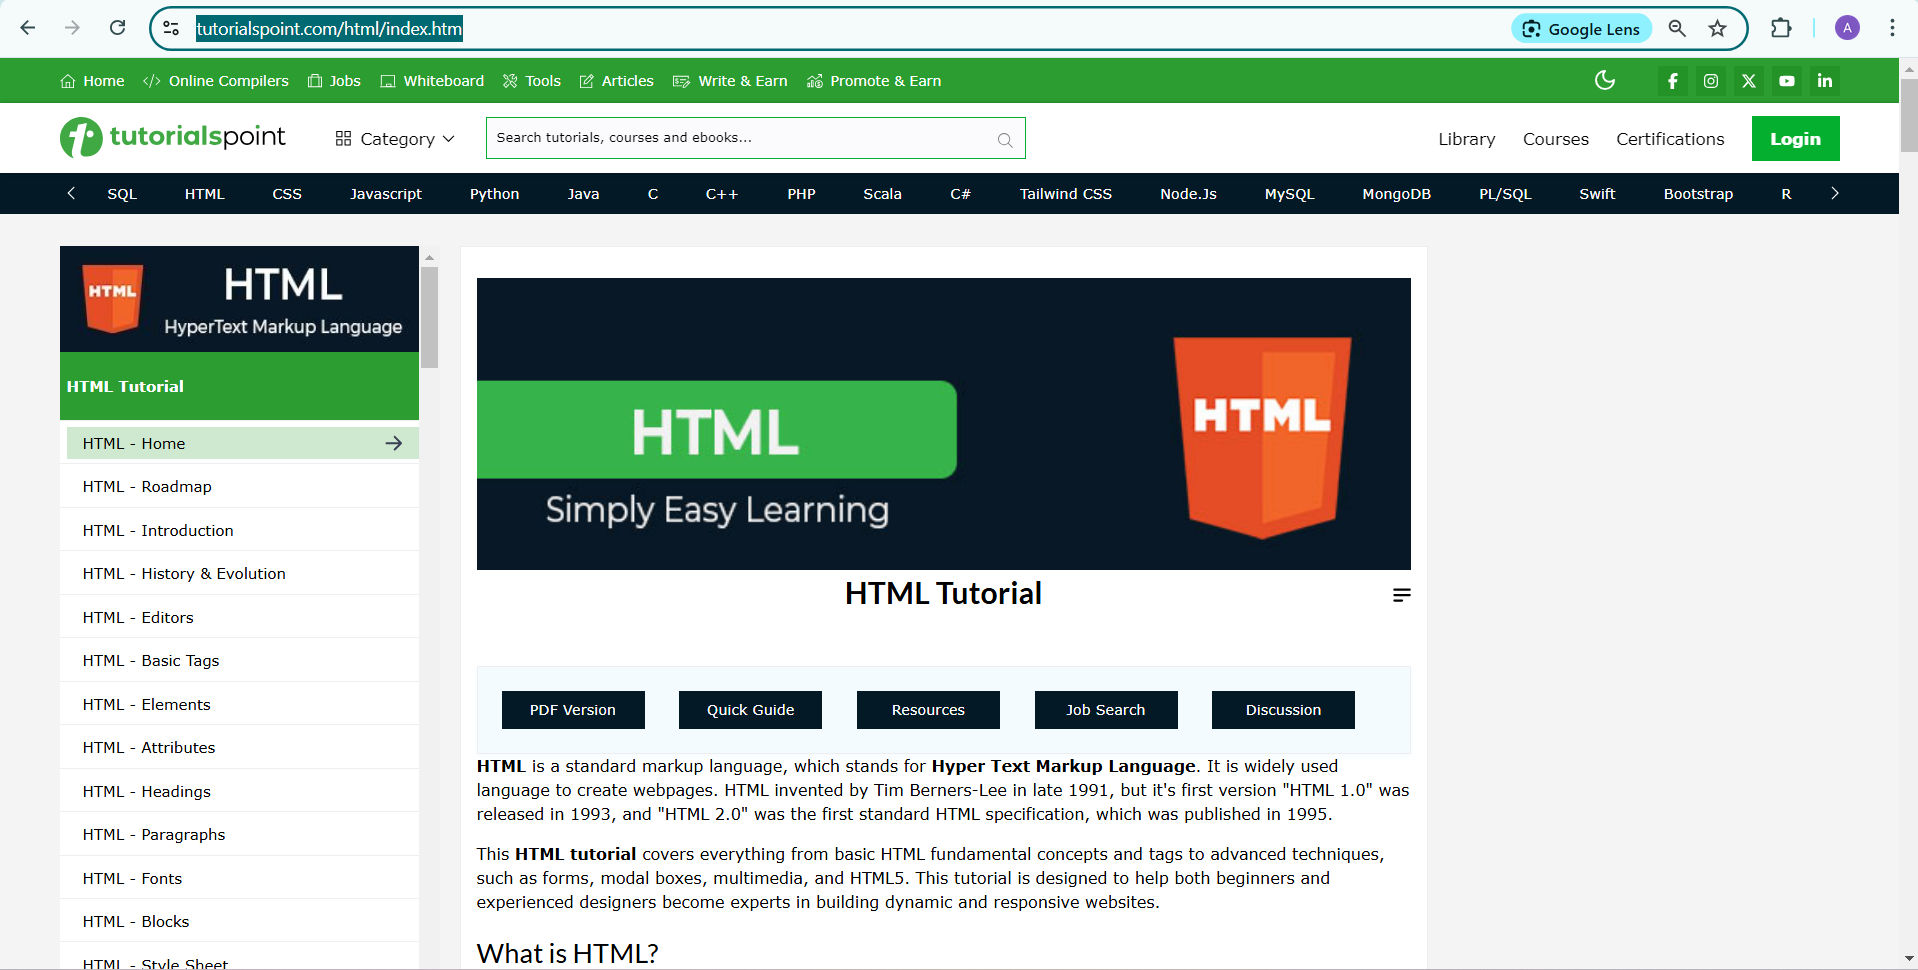 tutorialspoint.com/html/index.htm
Google Lens
A
Home
Online Compilers
Jobs
Whiteboard
Tools
Articles
Write & Earn
Promote & Earn
tutorialspoint
Category
Search tutorials, courses and ebooks...
Library
Courses
Certifications
Login
SQL
HTML
CSS
Javascript
Python
Java
C
C++
PHP
Scala
C#
Tailwind CSS
Node.Js
MySQL
MongoDB
PL/SQL
Swift
Bootstrap
R
HTML
HTML
HyperText Markup Language
HTML Tutorial
HTML - Home
HTML - Roadmap
HTML - Introduction
HTML - History & Evolution
HTML - Editors
HTML - Basic Tags
HTML - Elements
HTML - Attributes
HTML - Headings
HTML - Paragraphs
HTML - Fonts
HTML - Blocks
HTML - Style Sheet
HTML
Simply Easy Learning
HTML
HTML Tutorial
PDF Version
Quick Guide
Resources
Job Search
Discussion
HTML is a standard markup language, which stands for Hyper Text Markup Language. It is widely used
language to create webpages. HTML invented by Tim Berners-Lee in late 1991, but it's first version "HTML 1.0" was
released in 1993, and "HTML 2.0" was the first standard HTML specification, which was published in 1995.
This HTML tutorial covers everything from basic HTML fundamental concepts and tags to advanced techniques,
such as forms, modal boxes, multimedia, and HTML5. This tutorial is designed to help both beginners and
experienced designers become experts in building dynamic and responsive websites.
What is HTML?